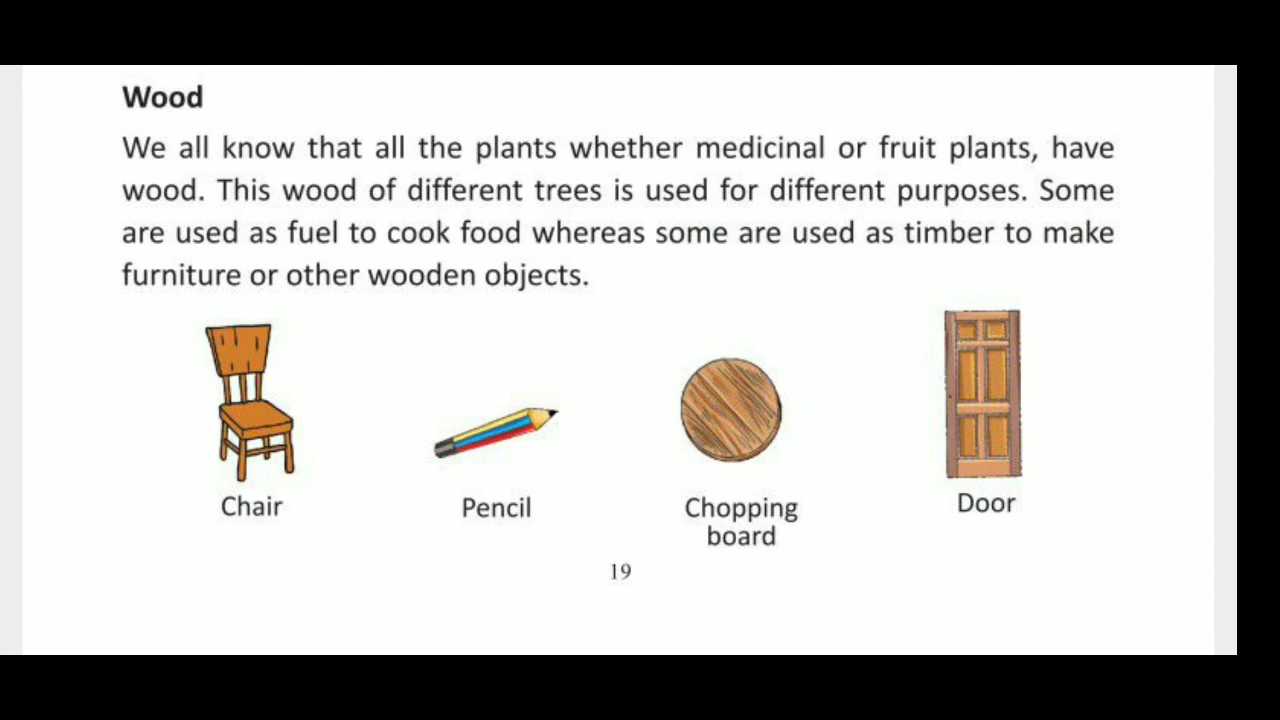 Wood
We all know that all the plants whether medicinal or fruit plants, have
wood. This wood of different trees is used for different purposes. Some
are used as fuel to cook food whereas some are used as timber to make
furniture or other wooden objects.
Chair
Pencil
Chopping
board
Door
19